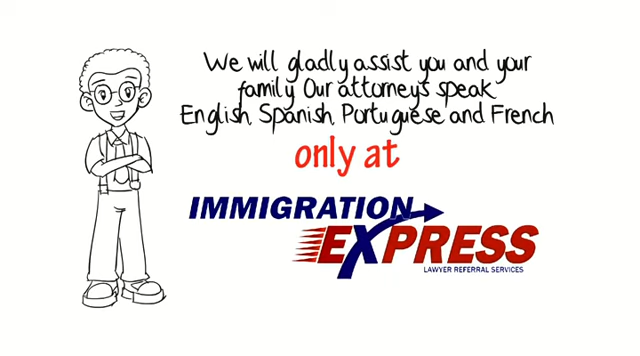 We will gladly assist you and your
family. Our attorneys speak
English, Spanish, Portuguese and French
only at
IMMIGRATION
EXPRESS
LAWYER REFERRAL SERVICES